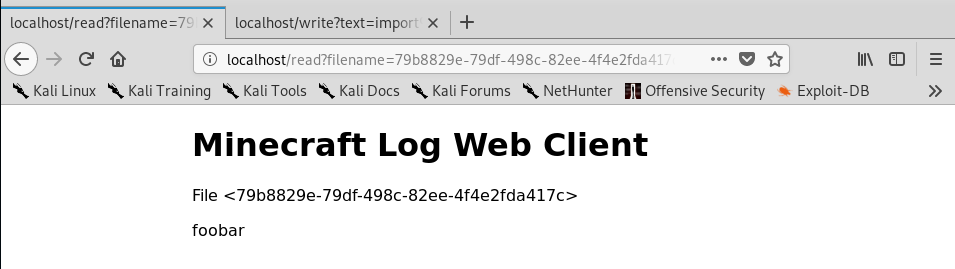 localhost/read?filename=79
localhost/write?text=import
localhost/read?filename=79b8829e-79df-498c-82ee-4f4e2fda417
Kali Linux Kali Training Kali Tools Kali Docs Kali Forums NetHunter Offensive Security Exploit-DB
Minecraft Log Web Client
File <79b8829e-79df-498c-82ee-4f4e2fda417c>
foobar